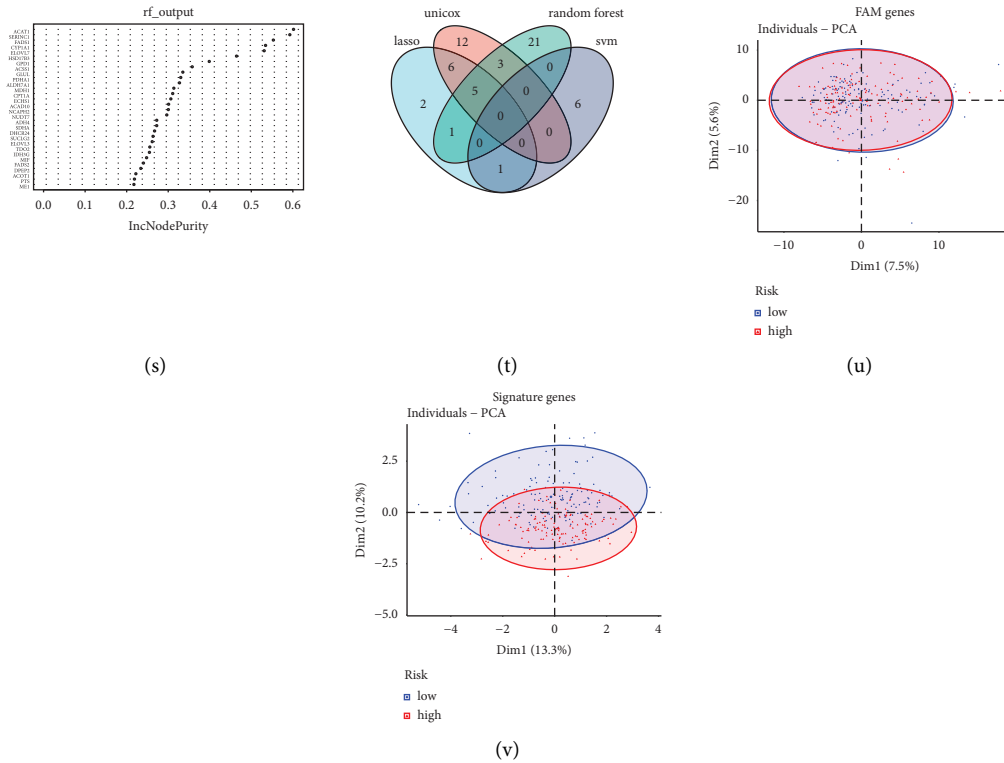 rf_output
ACAT1
SERINC1
FADS1
CYP1A1
ELOVL7
HSD17B3
GPD1
ACSS1
GLUL
PDHA1
ALDH7A1
MDH1
CPT1A
ECHS1
ACADl0
NCAPH2
NUDT7
ADH4
SDHA
DHCR24
SUCLG2
ELOVL3
TDO2
IDH3G
MIF
FADS2
DPEP2
ACOT1
PTS
ME1
0.0 0.1 0.2 0.3 0.4 0.5 0.6
IncNodePurity
(s)
unicox random forest
lasso svm
12 21
6 3 0
2 5 0 6
0
1 0 0 0
1
(t)
FAM genes
Individuals − PCA
10
0
−10
−20
Dim2 (5.6%)
−10 0 10
Dim1 (7.5%)
Risk
low
high
(u)
Signature genes
Individuals − PCA
2.5
0.0
−2.5
−5.0
Dim2 (10.2%)
−4 −2 0 2 4
Dim1 (13.3%)
Risk
low
high
(v)